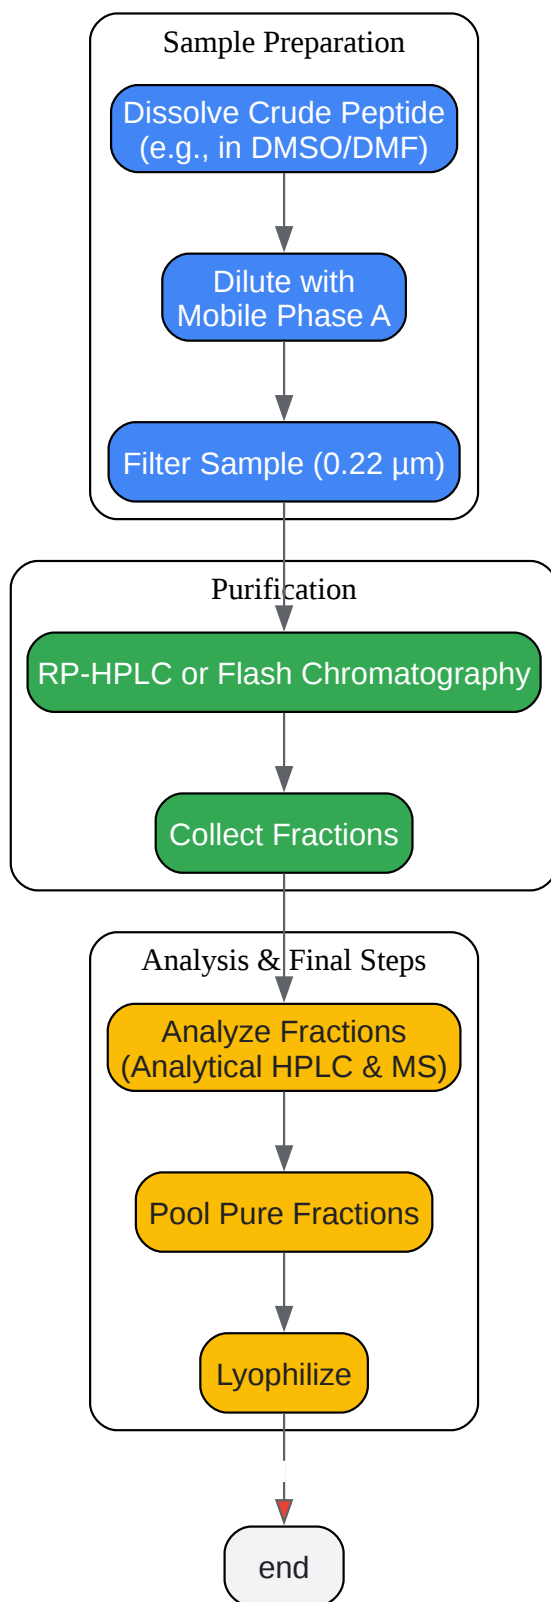 Sample Preparation
Dissolve Crude Peptide
(e.g., in DMSO/DMF)
Dilute with
Mobile Phase A
Filter Sample (0.22 µm)
Purification
RP-HPLC or Flash Chromatography
Collect Fractions
Analysis & Final Steps
Analyze Fractions
(Analytical HPLC & MS)
Pool Pure Fractions
Lyophilize
end